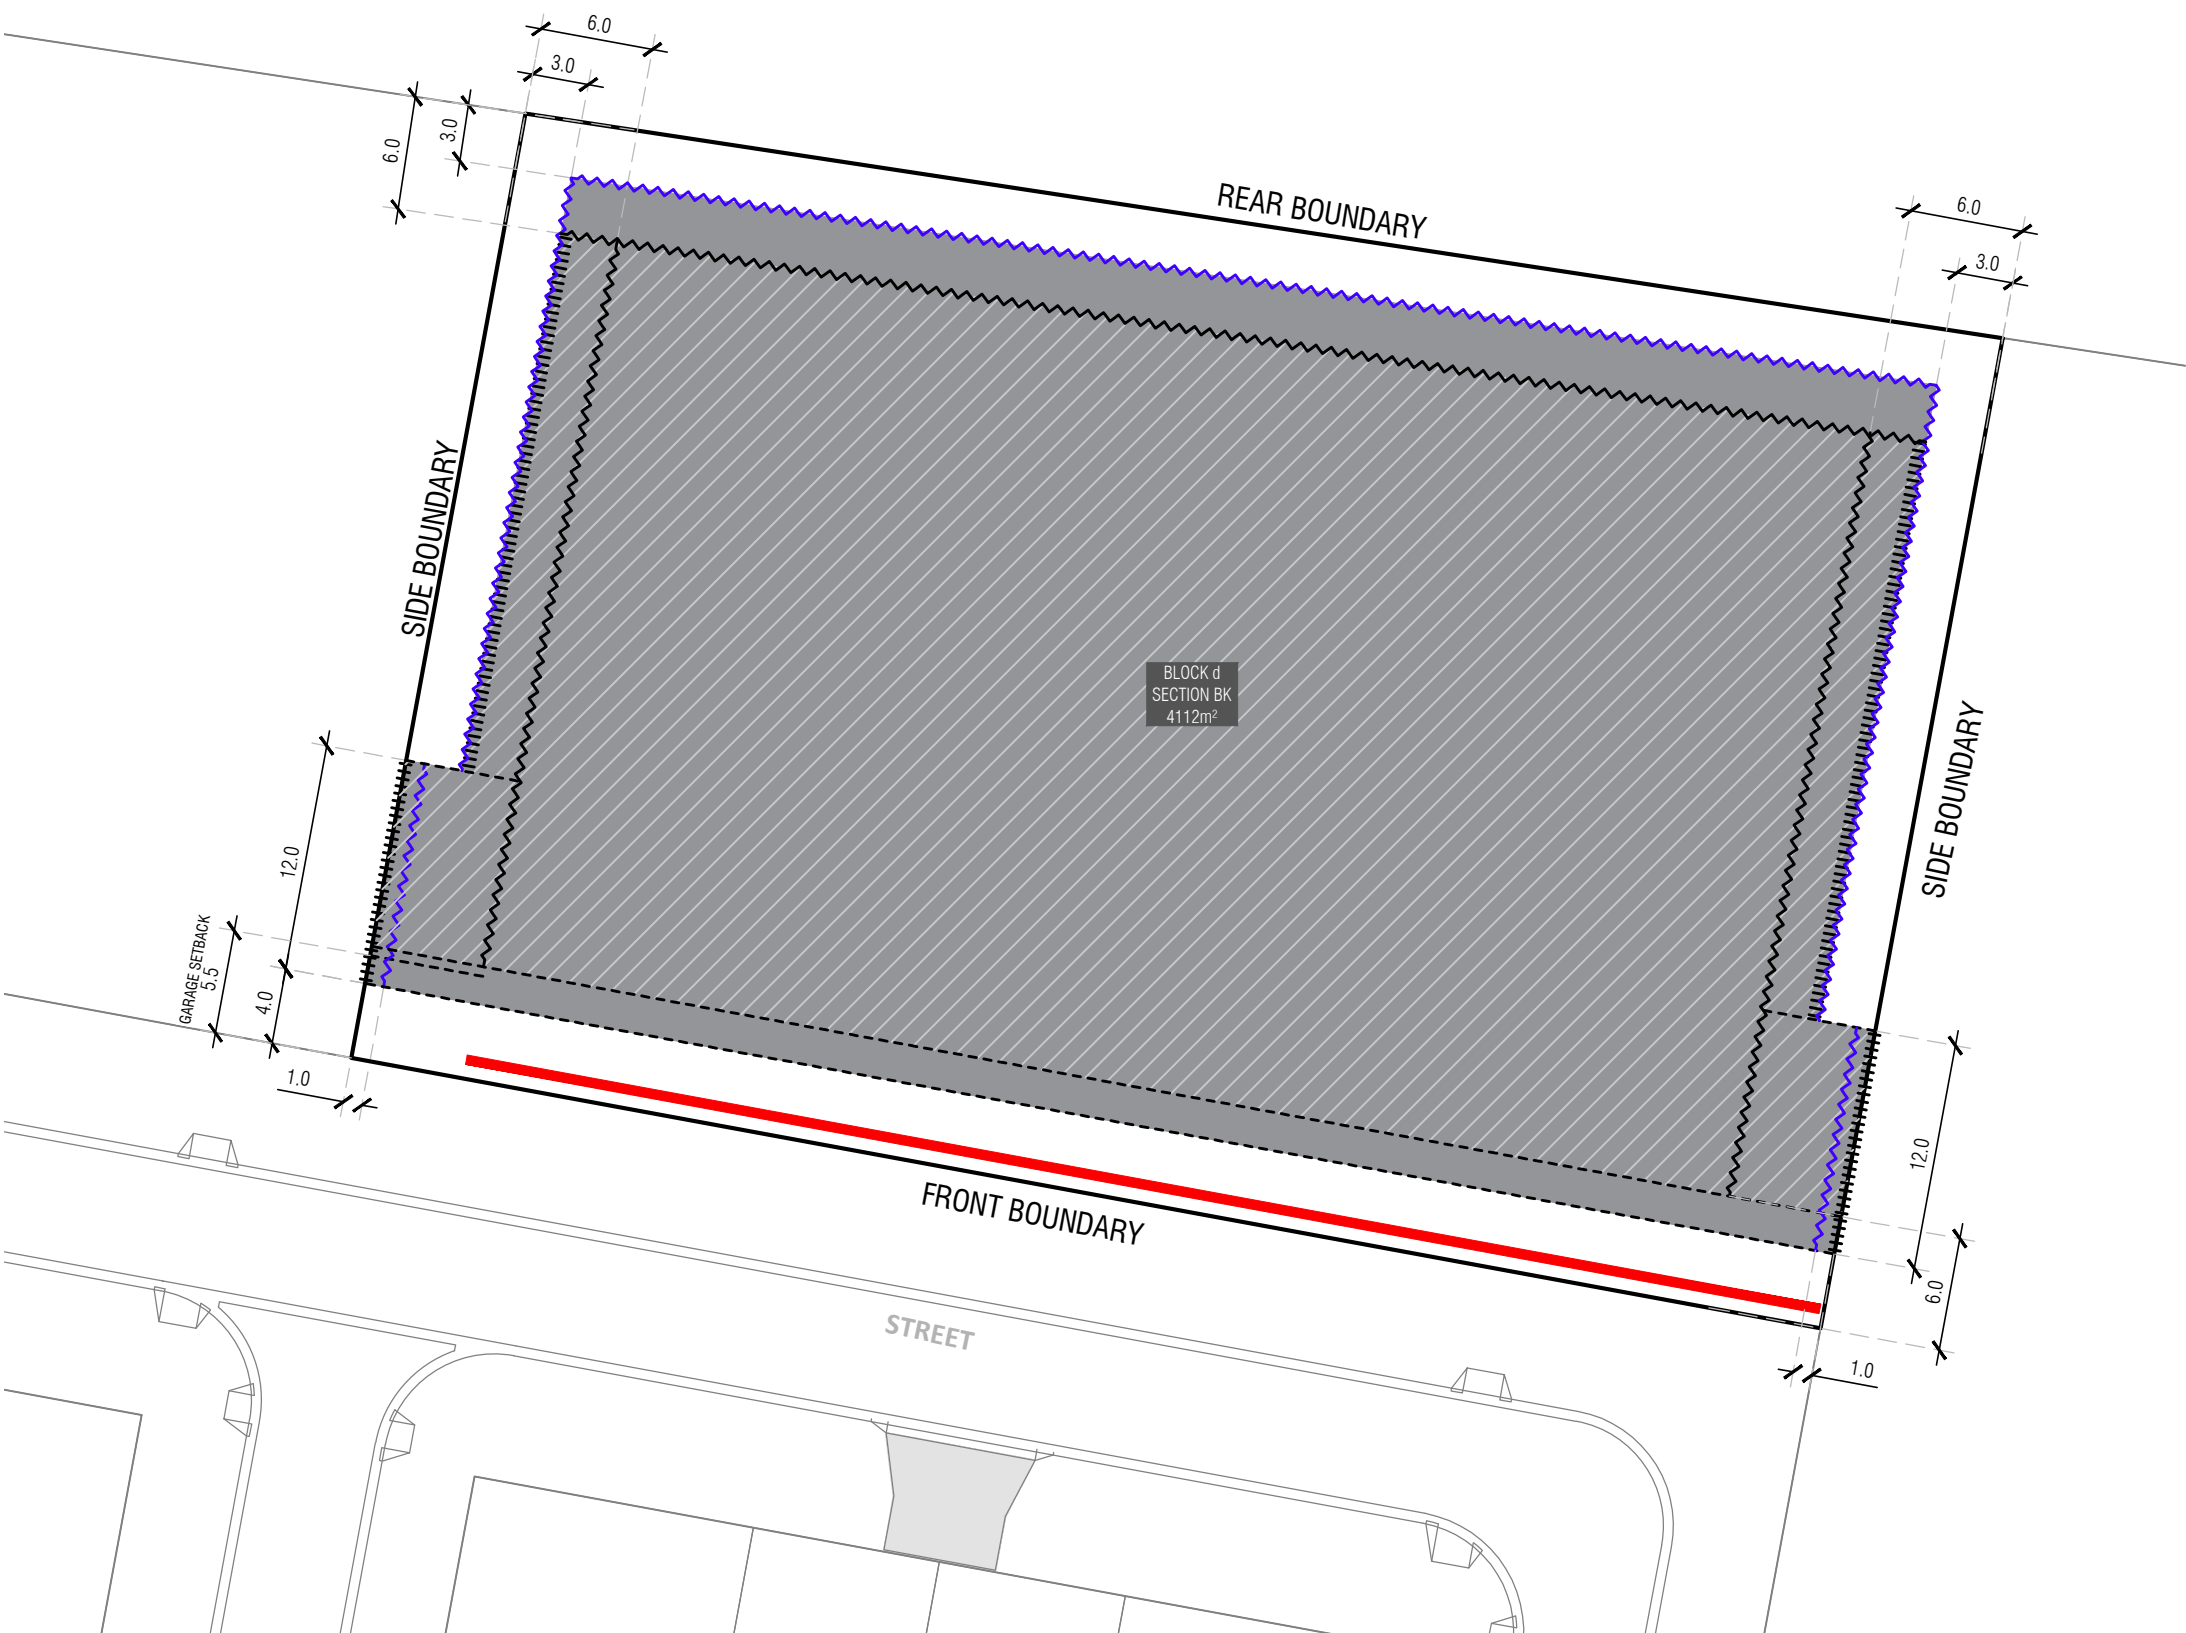 6.0
3.0
6.0
3.0
REAR BOUNDARY
6.0
3.0
SIDE BOUNDARY
BLOCK d
SECTION BK
4112m²
SIDE BOUNDARY
12.0
GARAGE SETBACK
5.5
4.0
1.0
FRONT BOUNDARY
12.0
6.0
1.0
STREET